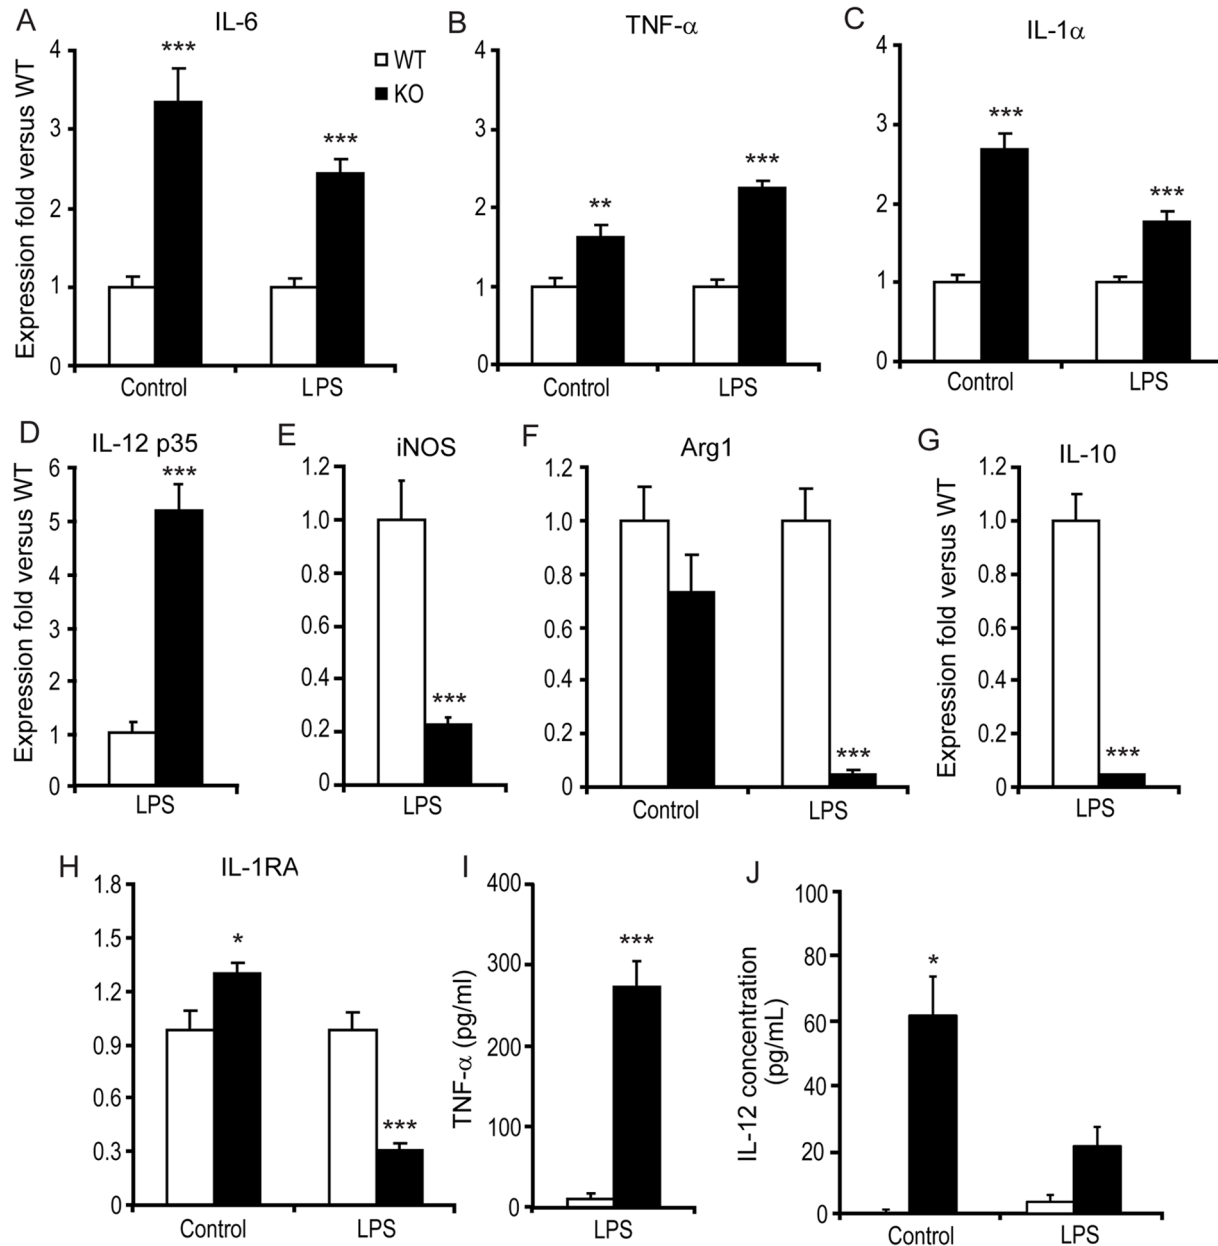 A
IL-6
Expression fold versus WT
4
3
2
1
0
***
***
WT
KO
Control
LPS
B
TNF-α
4
3
2
1
0
**
***
Control
LPS
C
IL-1α
4
3
2
1
0
***
***
Control
LPS
D
IL-12 p35
Expression fold versus WT
6
5
4
3
2
1
0
***
LPS
E
iNOS
1.2
1.0
0.8
0.6
0.4
0.2
0
***
LPS
F
Arg1
1.2
1.0
0.8
0.6
0.4
0.2
0
***
Control
LPS
G
IL-10
Expression fold versus WT
1.2
1.0
0.8
0.6
0.4
0.2
0
***
LPS
H
IL-1RA
1.8
1.5
1.2
0.9
0.6
0.3
0
*
***
Control
LPS
I
TNF-α (pg/ml)
400
300
200
100
0
***
LPS
J
IL-12 concentration
(pg/mL)
100
80
60
40
20
0
*
Control
LPS